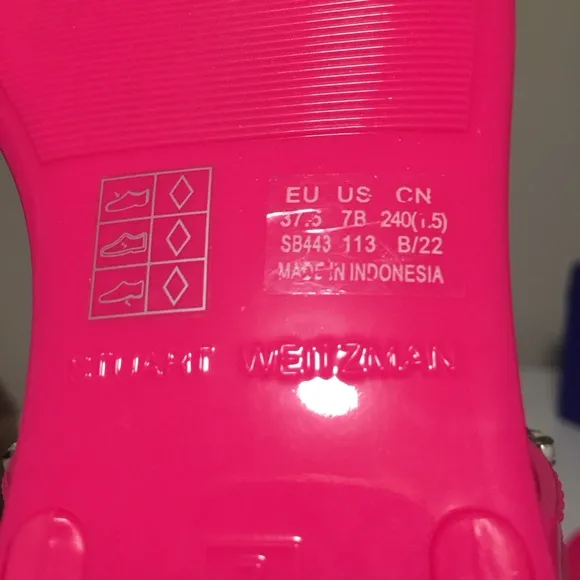 EU US CN
37.5 7B 240(1.5)
SB443 113 B/22
MADE IN INDONESIA
STUART WEITZMAN